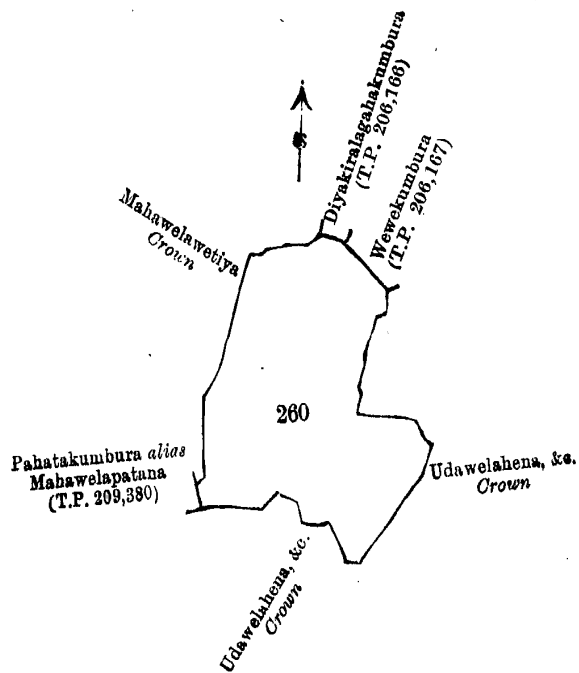 Diyakiralagahakumbura
(T.P. 206,166)
Wewekumbura
(T.P. 206,167)
Mahawelawetiya
Crown
260
Pahatakumbura alias
Mahawelapatana
(T.P. 209,380)
Udawelahena, &c.
Crown
Udawelahena, &c.
Crown